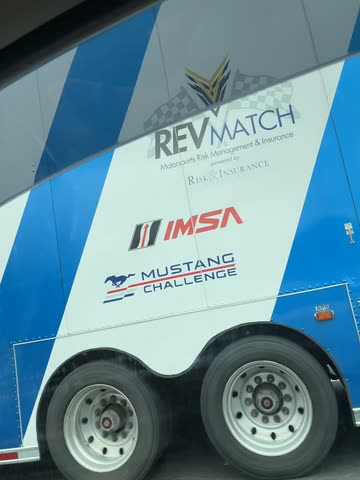 REVMATCH
Motorsports Risk Management & Insurance
powered by
RISK&INSURANCE
IMSA
MUSTANG
CHALLENGE